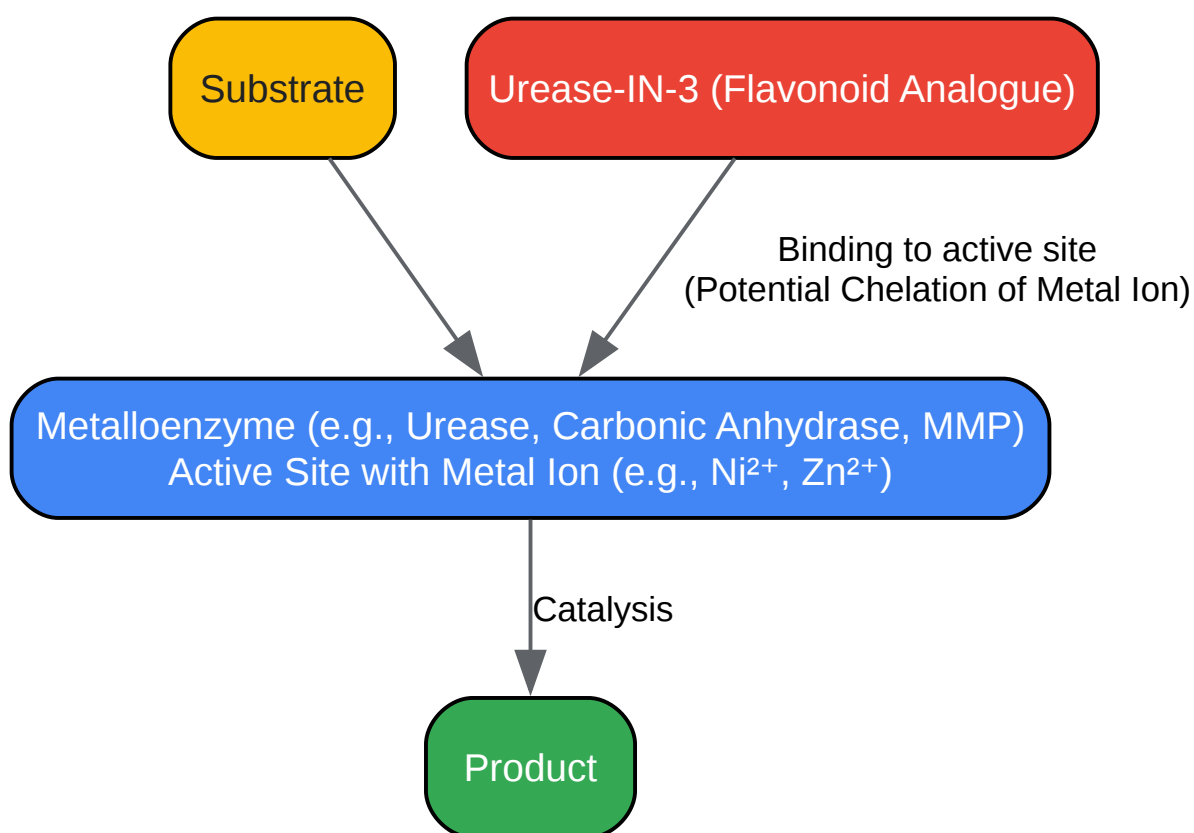 Substrate
Urease-IN-3 (Flavonoid Analogue)
Binding to active site
(Potential Chelation of Metal Ion)
Metalloenzyme (e.g., Urease, Carbonic Anhydrase, MMP)
Active Site with Metal Ion (e.g., Ni²⁺, Zn²⁺)
Catalysis
Product